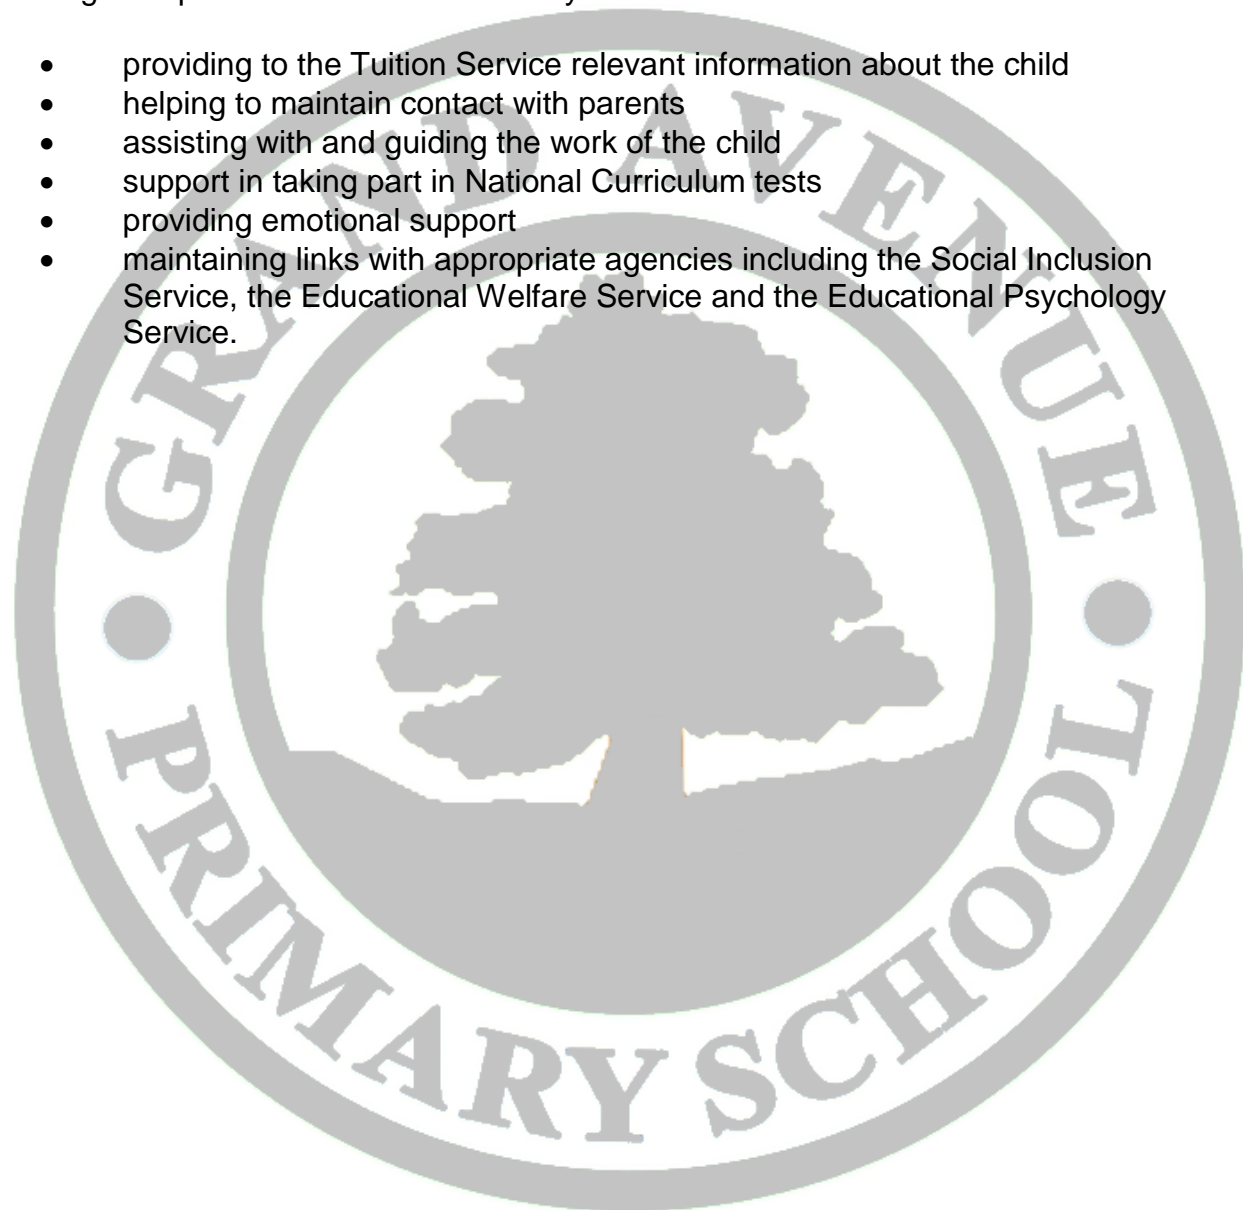 • providing to the Tuition Service relevant information about the child
• helping to maintain contact with parents
• assisting with and guiding the work of the child
• support in taking part in National Curriculum tests
• providing emotional support
• maintaining links with appropriate agencies including the Social Inclusion
Service, the Educational Welfare Service and the Educational Psychology
Service.
GRAND AVENUE
• PRIMARY SCHOOL •